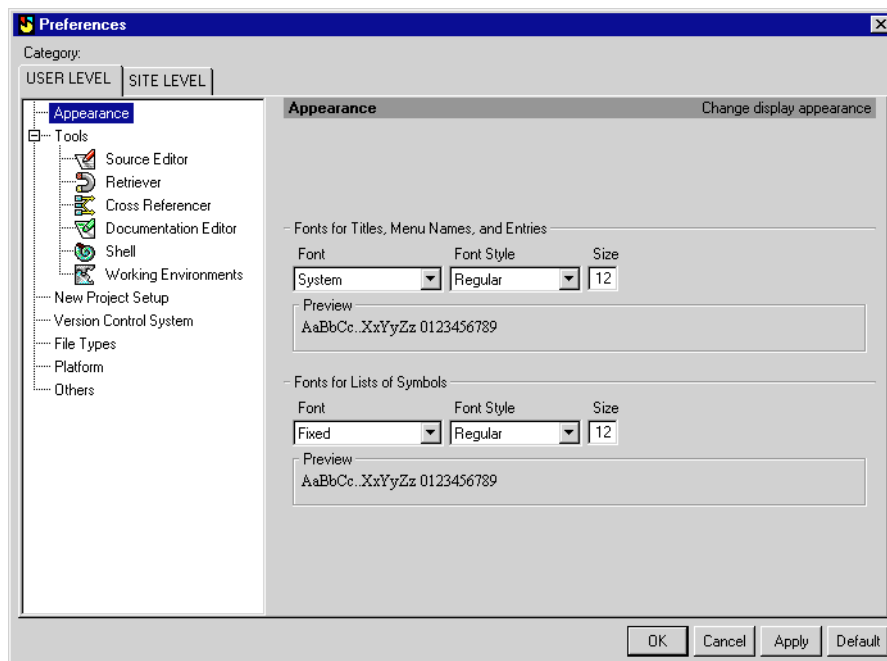 Preferences
Category:
USER LEVEL SITE LEVEL
Appearance
Tools
Source Editor
Retriever
Cross Referencer
Documentation Editor
Shell
Working Environments
New Project Setup
Version Control System
File Types
Platform
Others
Appearance Change display appearance
Fonts for Titles, Menu Names, and Entries
Font Font Style Size
System Regular 12
Preview
AaBbCc..XxYyZz 0123456789
Fonts for Lists of Symbols
Font Font Style Size
Fixed Regular 12
Preview
AaBbCc..XxYyZz 0123456789
OK Cancel Apply Default